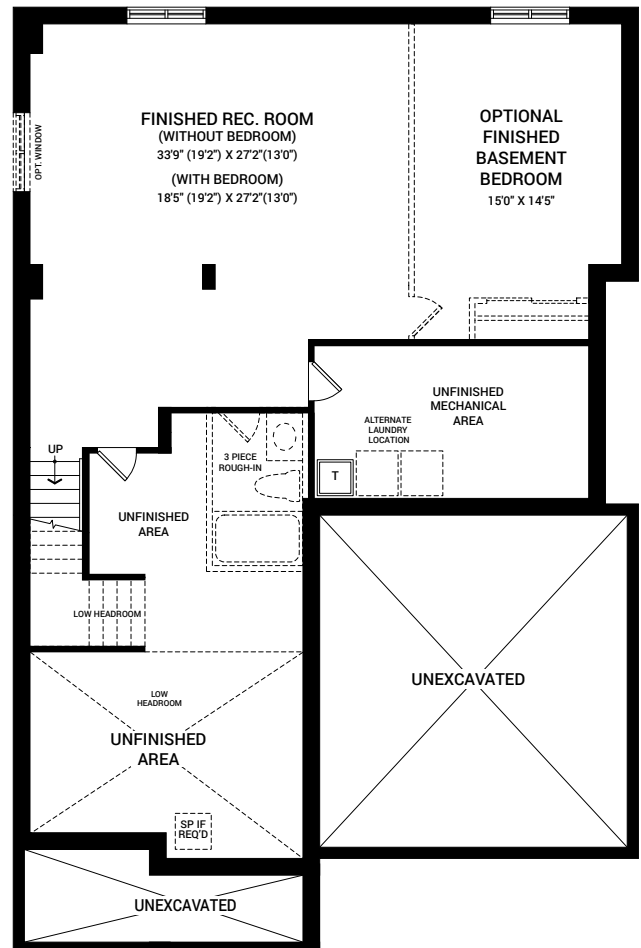 FINISHED REC. ROOM
(WITHOUT BEDROOM)
33'9" (19'2") X 27'2"(13'0")
(WITH BEDROOM)
18'5" (19'2") X 27'2"(13'0")
OPTIONAL
FINISHED
BASEMENT
BEDROOM
15'0" X 14'5"
OPT. WINDOW
UNFINISHED
MECHANICAL
AREA
ALTERNATE
LAUNDRY
LOCATION
T
UP
3 PIECE
ROUGH-IN
UNFINISHED
AREA
LOW HEADROOM
LOW
HEADROOM
UNFINISHED
AREA
SP IF
REQ'D
UNEXCAVATED
UNEXCAVATED